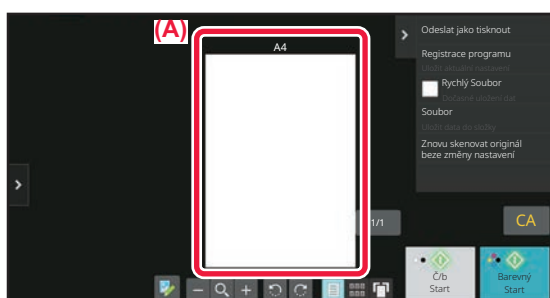 (A)
A4
Odeslat jako tisknout
Registrace programu
Uložit aktuální nastavení
Rychlý Soubor
Dočasné uložení dat
Soubor
Uložit data do složky
Znovu skenovat originál
beze změny nastavení
1/1
CA
Č/b
Start
Barevný
Start